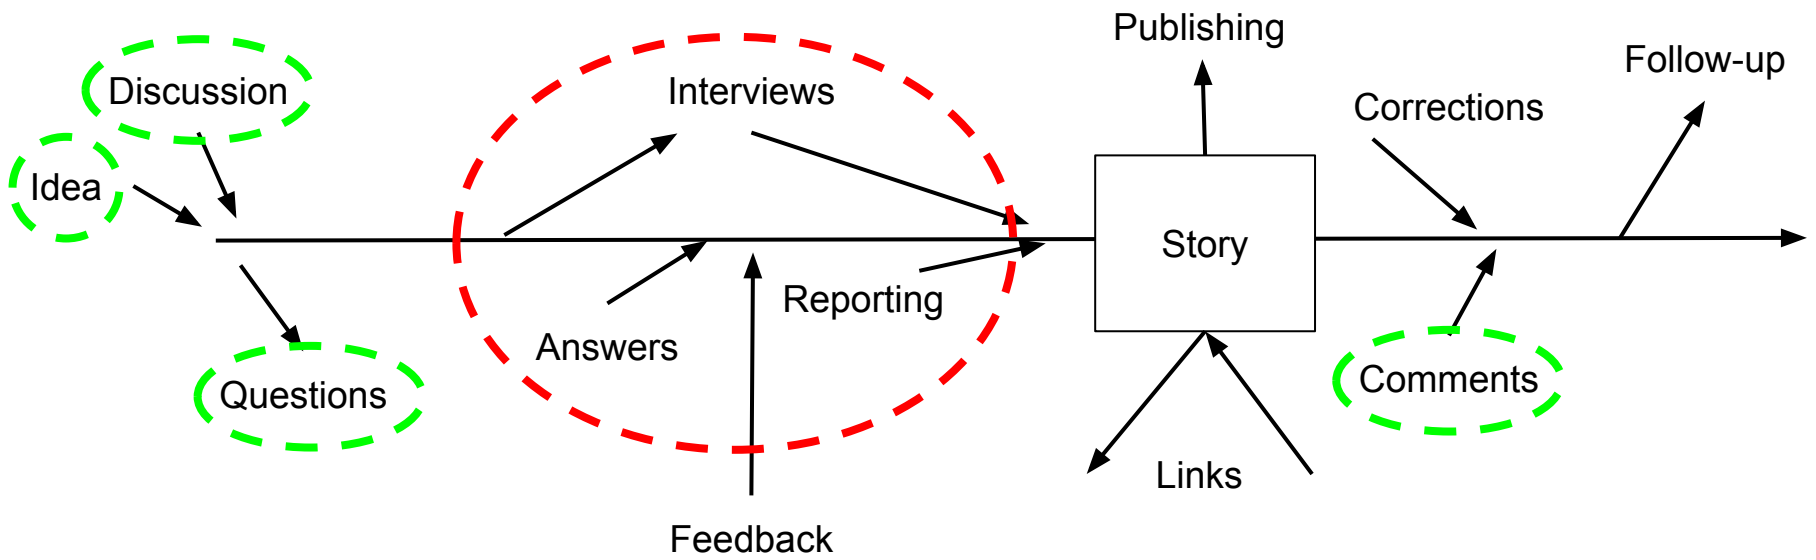 Publishing
Follow-up
Discussion
Interviews
Corrections
Idea
Story
Reporting
Answers
Comments
Questions
Links
Feedback